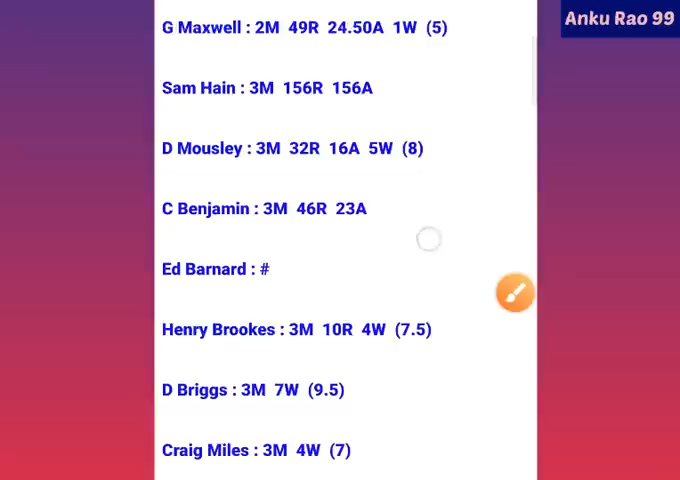 Anku Rao 99
G Maxwell : 2M 49R 24.50A 1W (5)
Sam Hain : 3M 156R 156A
D Mousley : 3M 32R 16A 5W (8)
C Benjamin : 3M 46R 23A
Ed Barnard : #
Henry Brookes : 3M 10R 4W (7.5)
D Briggs : 3M 7W (9.5)
Craig Miles : 3M 4W (7)